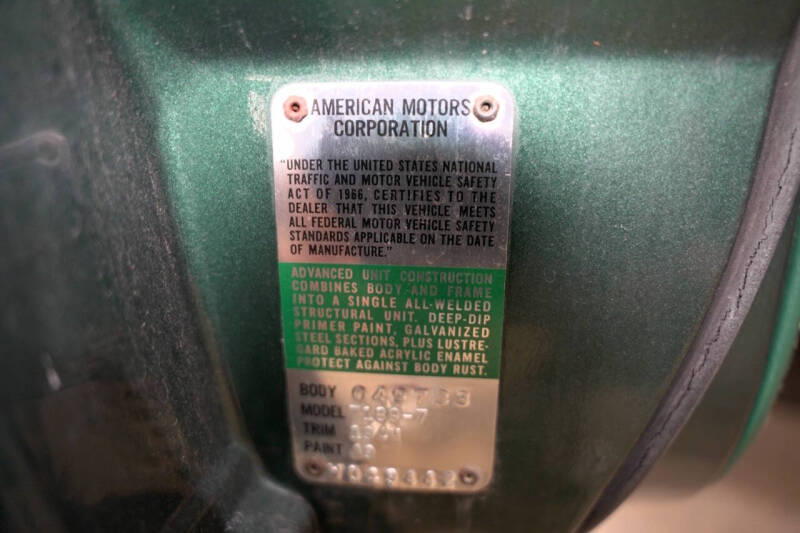 AMERICAN MOTORS
CORPORATION
"UNDER THE UNITED STATES NATIONAL
TRAFFIC AND MOTOR VEHICLE SAFETY
ACT OF 1966, CERTIFIES TO THE
DEALER THAT THIS VEHICLE MEETS
ALL FEDERAL MOTOR VEHICLE SAFETY
STANDARDS APPLICABLE ON THE DATE
OF MANUFACTURE."
ADVANCED UNIT CONSTRUCTION
COMBINES BODY AND FRAME
INTO A SINGLE ALL-WELDED
STRUCTURAL UNIT. DEEP-DIP
PRIMER PAINT, GALVANIZED
STEEL SECTIONS, PLUS LUSTRE-
GARD BAKED ACRYLIC ENAMEL
PROTECT AGAINST BODY RUST.
BODY
MODEL
TRIM
PAINT